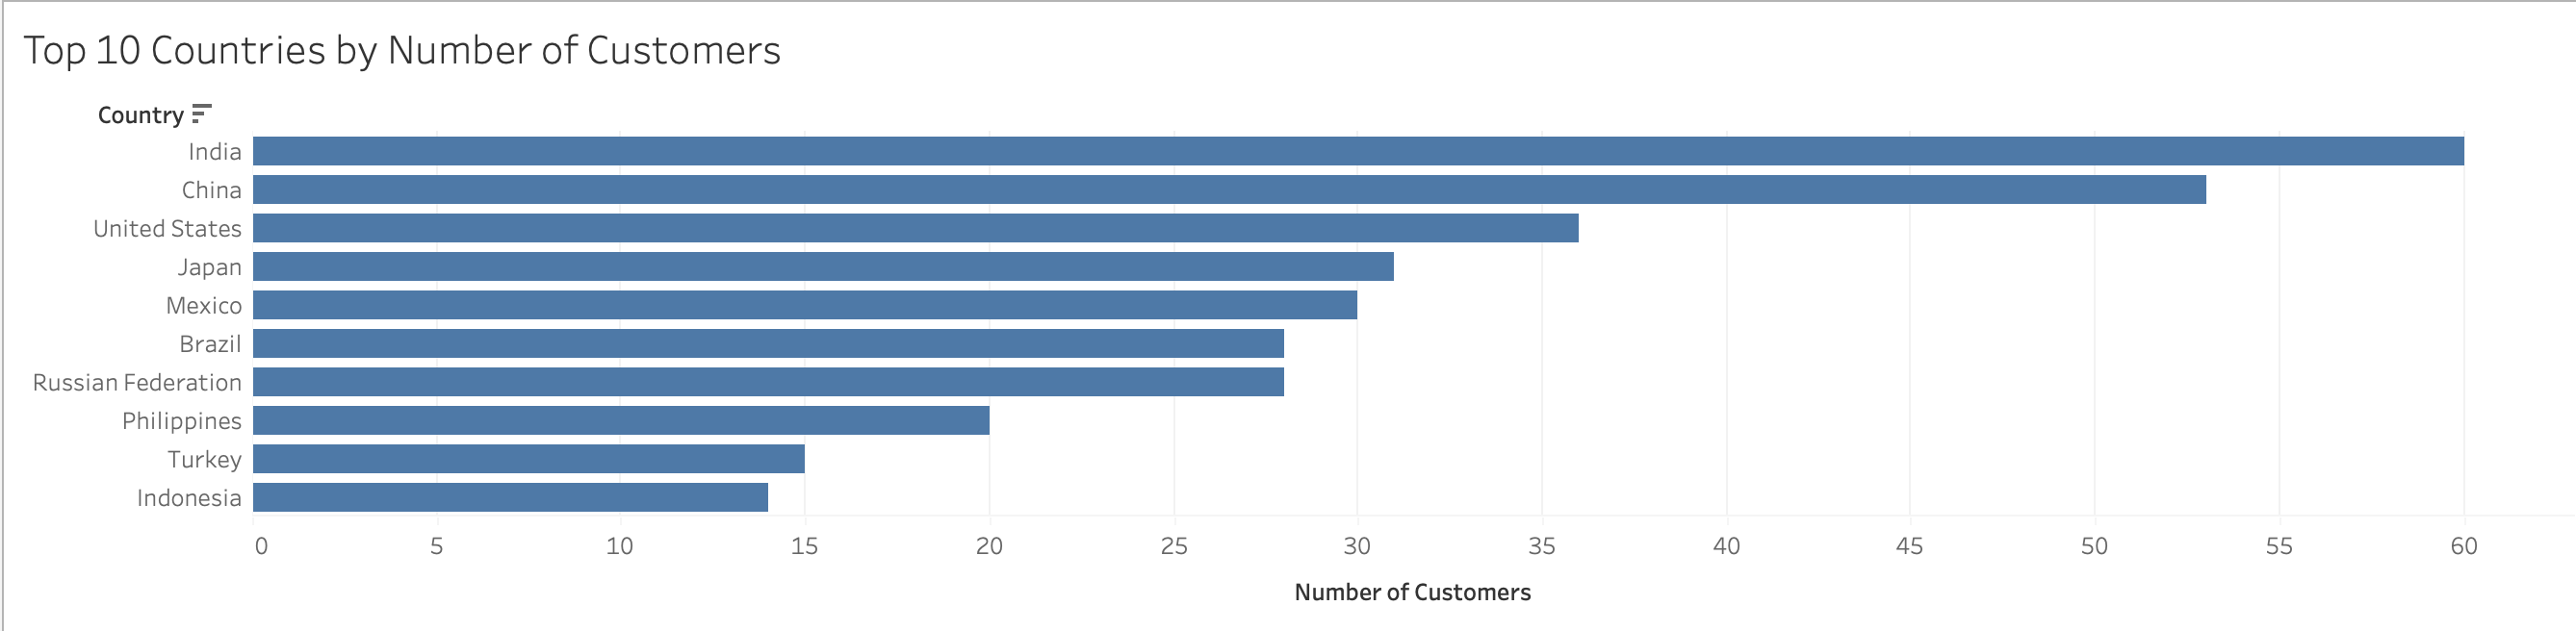 Top 10 Countries by Number of Customers
Country
India
China
United States
Japan
Mexico
Brazil
Russian Federation
Philippines
Turkey
Indonesia
0 5 10 15 20 25 30 35 40 45 50 55 60
Number of Customers